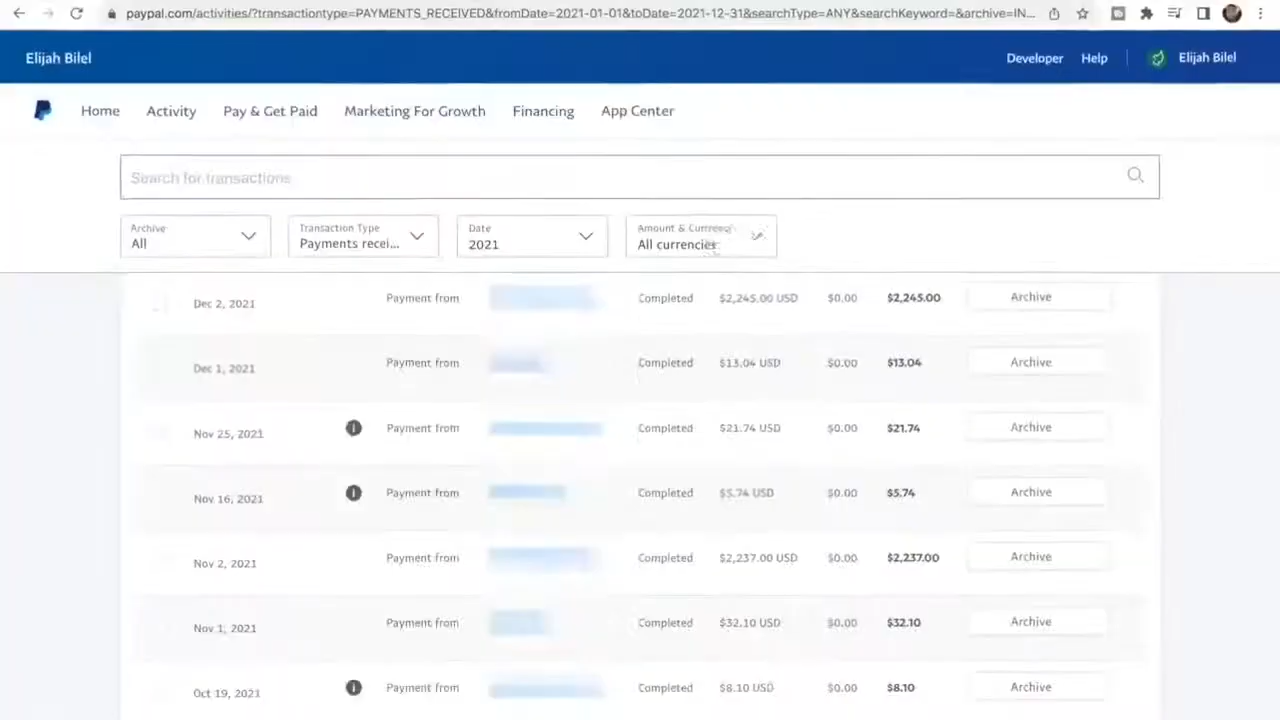 paypal.com/activities/?transactiontype=PAYMENTS_RECEIVED&fromDate=2021-01-01&toDate=2021-12-31&searchType=ANY&searchKeyword=&archive=IN...
Elijah Bilel
Developer Help Elijah Bilel
Home Activity Pay & Get Paid Marketing For Growth Financing App Center
Search for transactions
Archive Transaction Type Date Amount & Currency
All Payments recei... 2021 All currencies
Dec 2, 2021 Payment from Completed $2,245.00 USD $0.00 $2,245.00 Archive
Dec 1, 2021 Payment from Completed $13.04 USD $0.00 $13.04 Archive
Nov 25, 2021 Payment from Completed $21.74 USD $0.00 $21.74 Archive
Nov 16, 2021 Payment from Completed $5.74 USD $0.00 $5.74 Archive
Nov 2, 2021 Payment from Completed $2,237.00 USD $0.00 $2,237.00 Archive
Nov 1, 2021 Payment from Completed $32.10 USD $0.00 $32.10 Archive
Oct 19, 2021 Payment from Completed $8.10 USD $0.00 $8.10 Archive